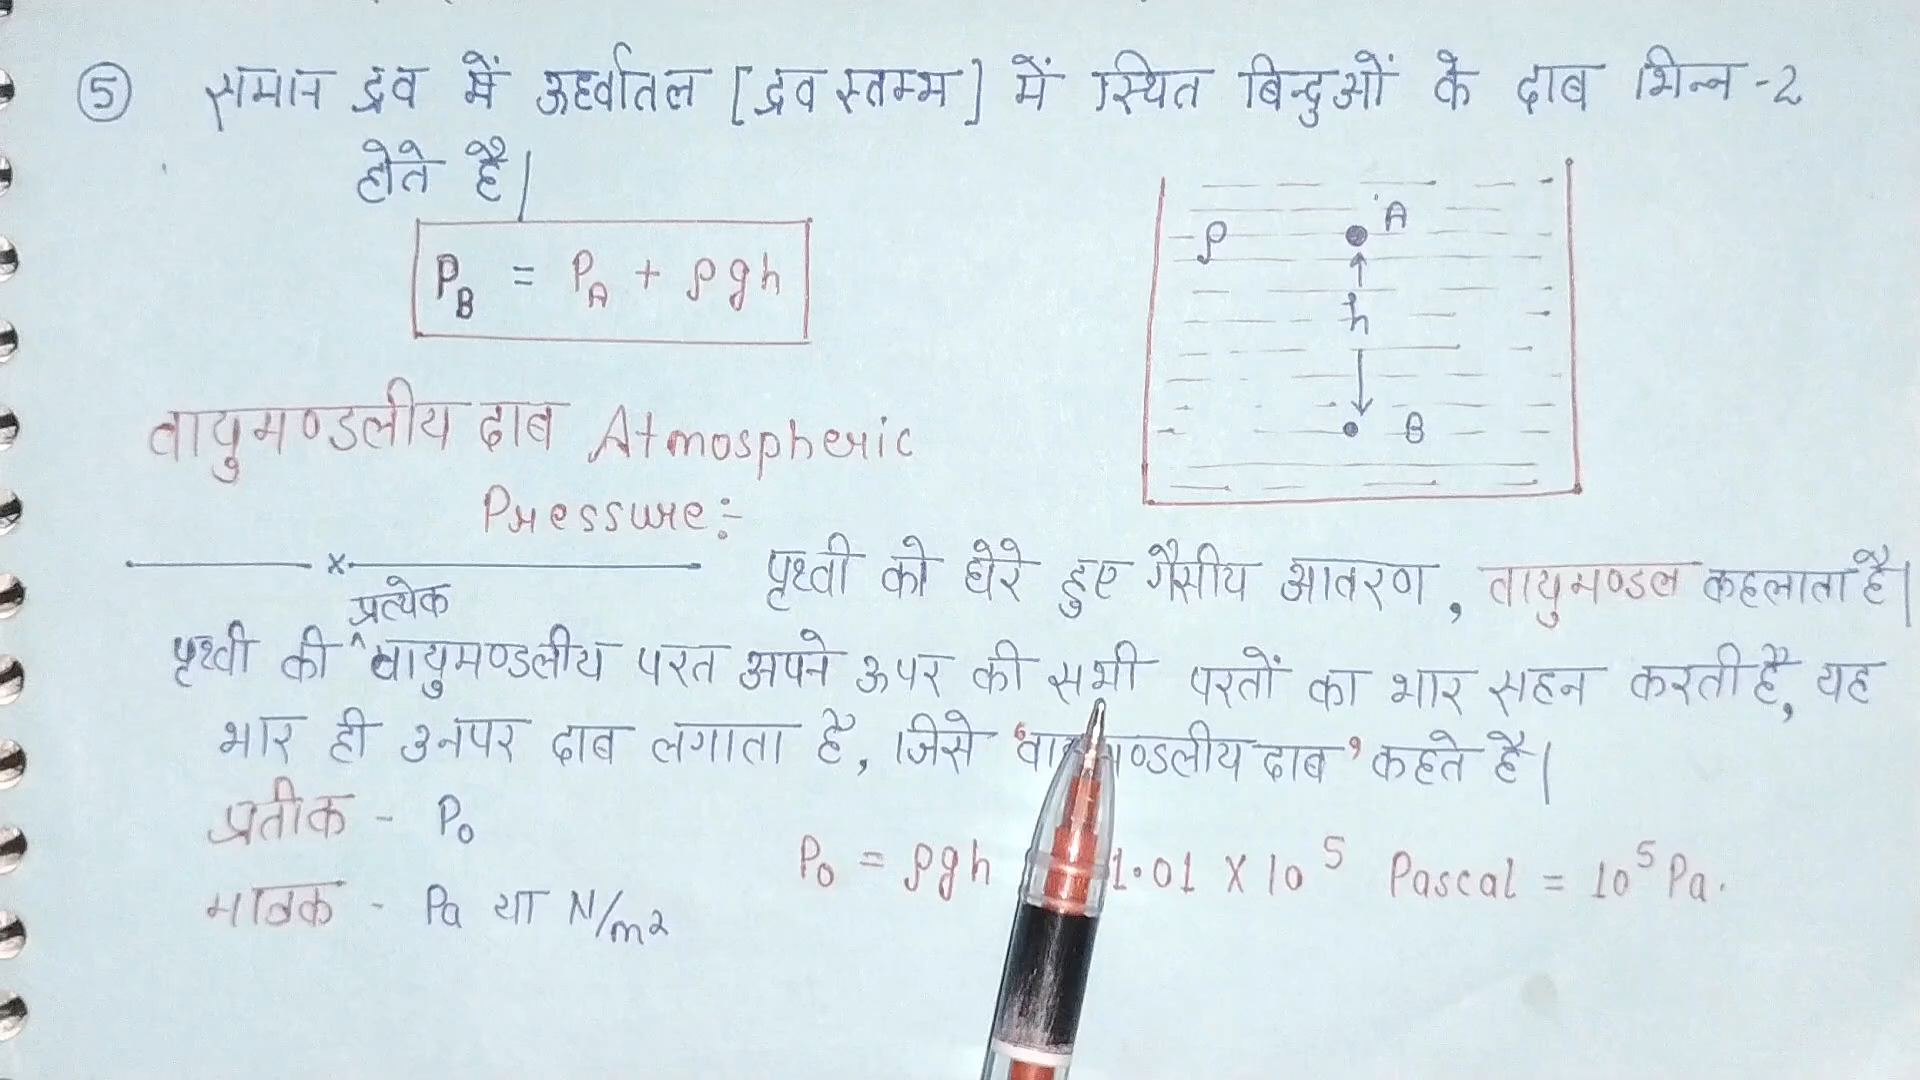 ⑤ समान द्रव में ऊर्ध्वातल [द्रव स्तम्भ] में स्थित बिन्दुओं के दाब भिन्न-2
होते है।
P_B = P_A + ρgh
ρ
A
h
B
वायुमण्डलीय दाब Atmospheric
Pressure:-
पृथ्वी को घेरे हुए गैसीय आवरण, वायुमण्डल कहलाता है।
प्रत्येक
पृथ्वी की ^ वायुमण्डलीय परत अपने ऊपर की सभी परतों का भार सहन करती है, यह
भार ही उनपर दाब लगाता है, जिसे 'वा ण्डलीय दाब' कहते है।
प्रतीक - P₀
P₀ = ρgh 1.01 X 10⁵ Pascal = 10⁵ Pa.
मात्रक - Pa या N/m²